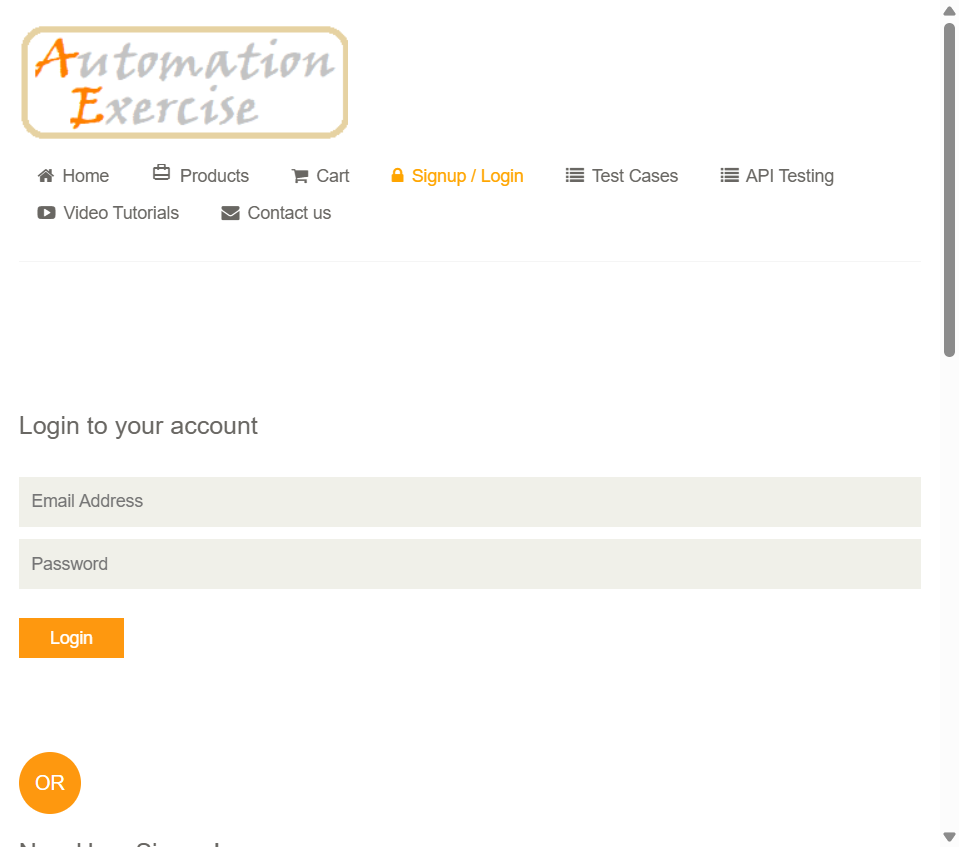 Automation
Exercise
Home Products Cart Signup / Login Test Cases API Testing
Video Tutorials Contact us
Login to your account
Email Address
Password
Login
OR